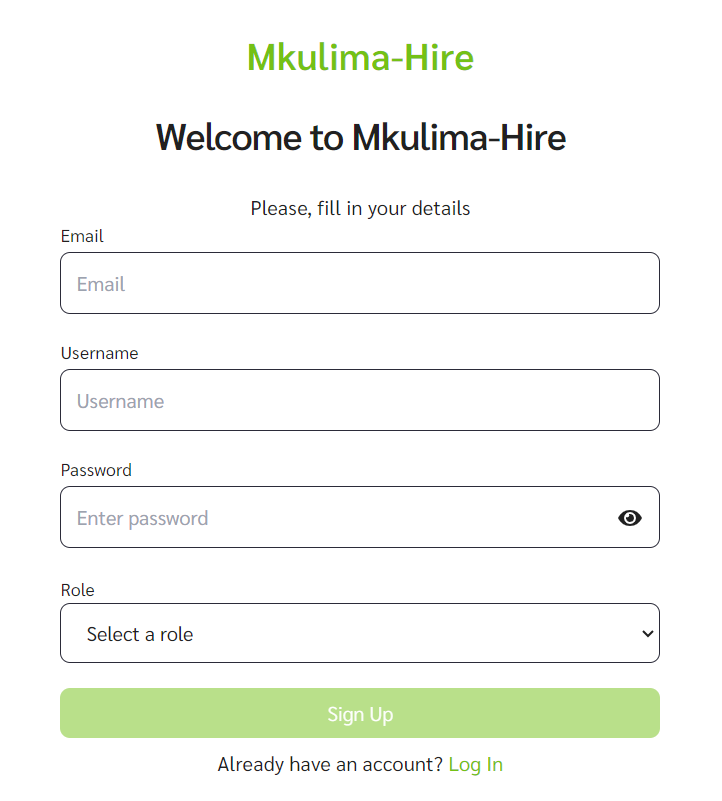 Mkulima-Hire
Welcome to Mkulima-Hire
Please, fill in your details
Email
Email
Username
Username
Password
Enter password
Role
Select a role
Sign Up
Already have an account? Log In